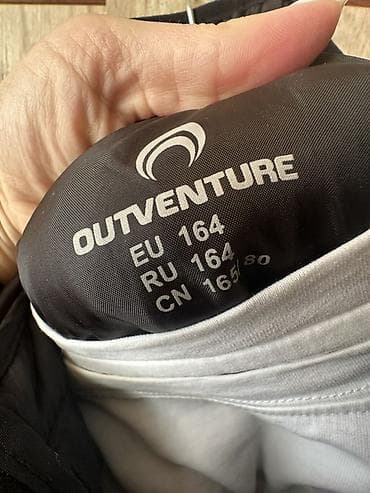 OUTVENTURE
EU 164
RU 164
CN 165/80